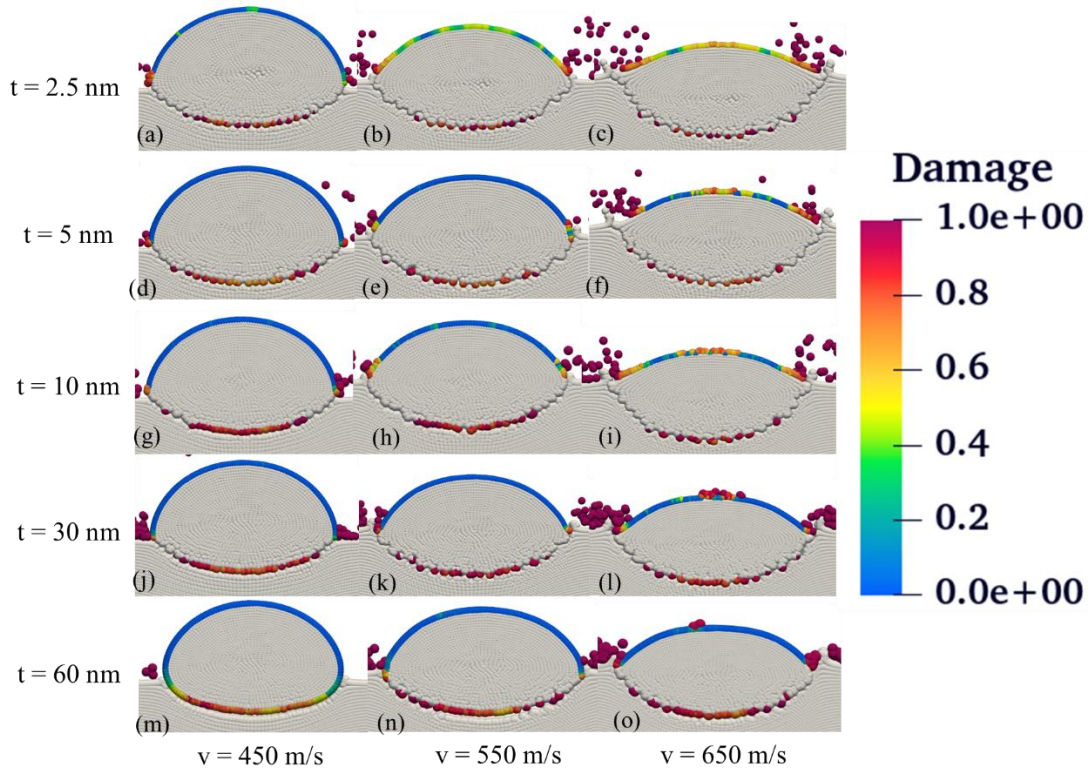 t = 2.5 nm
(a)
(b)
(c)
t = 5 nm
(d)
(e)
(f)
t = 10 nm
(g)
(h)
(i)
t = 30 nm
(j)
(k)
(l)
t = 60 nm
(m)
(n)
(o)
v = 450 m/s
v = 550 m/s
v = 650 m/s
Damage
1.0e+00
0.8
0.6
0.4
0.2
0.0e+00